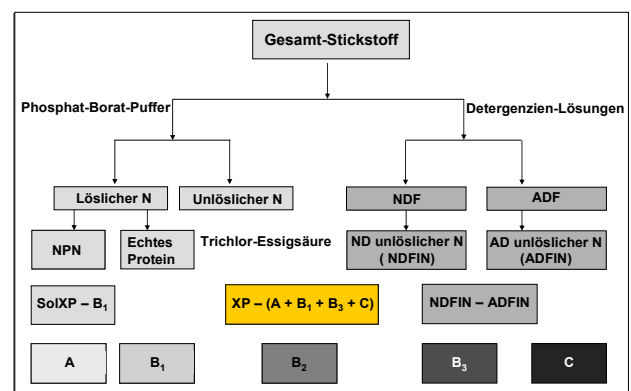 Gesamt-Stickstoff
Phosphat-Borat-Puffer
Detergenzien-Lösungen
Löslicher N
Unlöslicher N
NDF
ADF
NPN
Echtes
Protein
Trichlor-Essigsäure
ND unlöslicher N
( NDFIN)
AD unlöslicher N
(ADFIN)
SolXP – B₁
XP – (A + B₁ + B₃ + C)
NDFIN – ADFIN
A
B₁
B₂
B₃
C